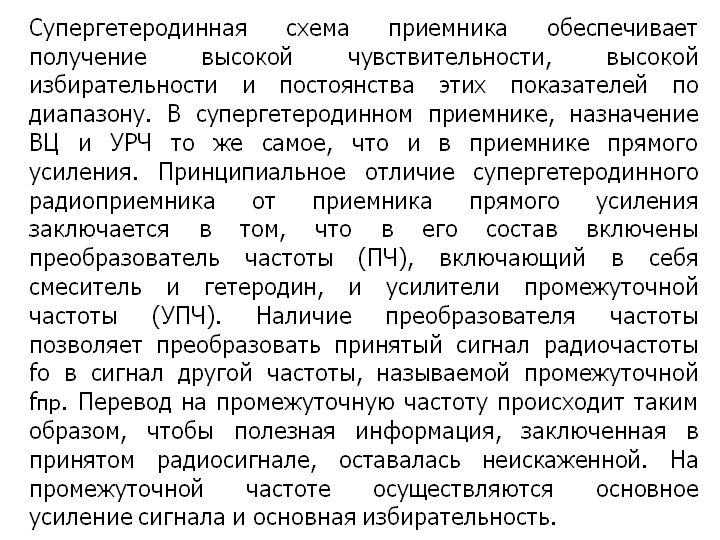 Супергетеродинная схема приемника обеспечивает
получение высокой чувствительности, высокой
избирательности и постоянства этих показателей по
диапазону. В супергетеродинном приемнике, назначение
ВЦ и УРЧ то же самое, что и в приемнике прямого
усиления. Принципиальное отличие супергетеродинного
радиоприемника от приемника прямого усиления
заключается в том, что в его состав включены
преобразователь частоты (ПЧ), включающий в себя
смеситель и гетеродин, и усилители промежуточной
частоты (УПЧ). Наличие преобразователя частоты
позволяет преобразовать принятый сигнал радиочастоты
fо в сигнал другой частоты, называемой промежуточной
fпр. Перевод на промежуточную частоту происходит таким
образом, чтобы полезная информация, заключенная в
принятом радиосигнале, оставалась неискаженной. На
промежуточной частоте осуществляются основное
усиление сигнала и основная избирательность.